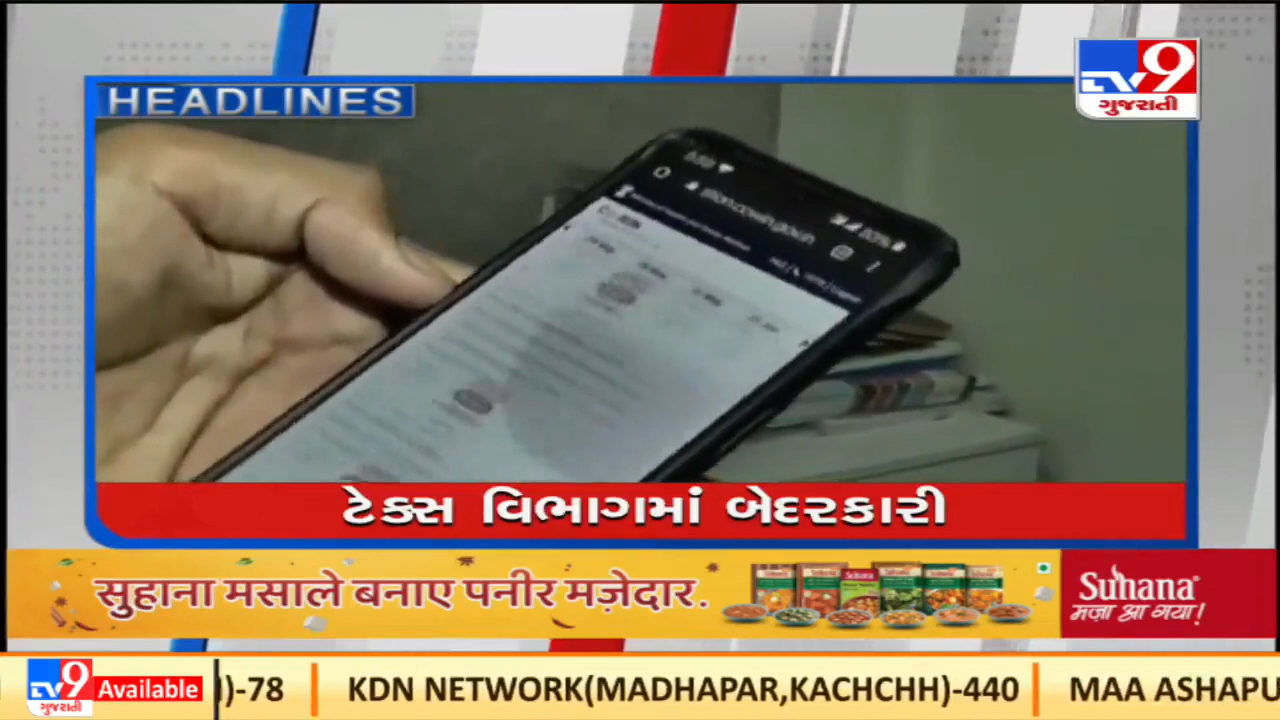 HEADLINES
TV9
ગુજરાતી
83%
ટેક્સ વિભાગમાં બેદરકારી
सुहाना मसाले बनाए पनीर मज़ेदार.
Suhana
मज़ा आ गया!
TV9
ગુજરાતી
Available
)-78
KDN NETWORK(MADHAPAR,KACHCHH)-440
MAA ASHAPU